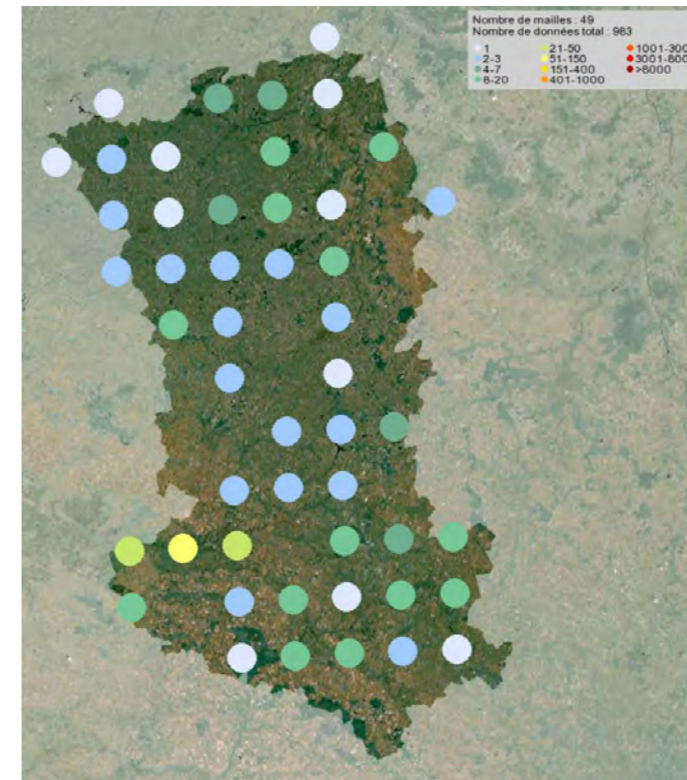 Nombre de mailles : 49
Nombre de données total : 983
1 21-50 1001-300
2-3 51-150 3001-800
4-7 151-400 >8000
8-20 401-1000